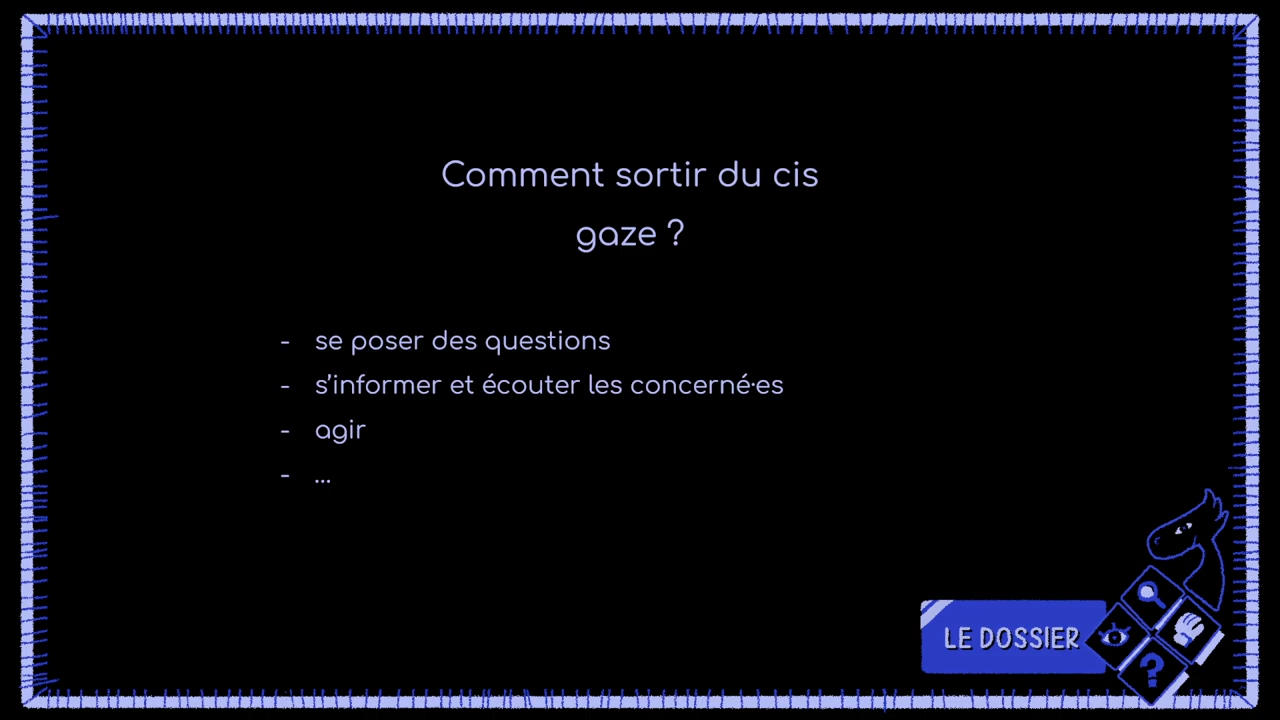 Comment sortir du cis
gaze ?
- se poser des questions
- s'informer et écouter les concerné·es
- agir
- ...
LE DOSSIER
?